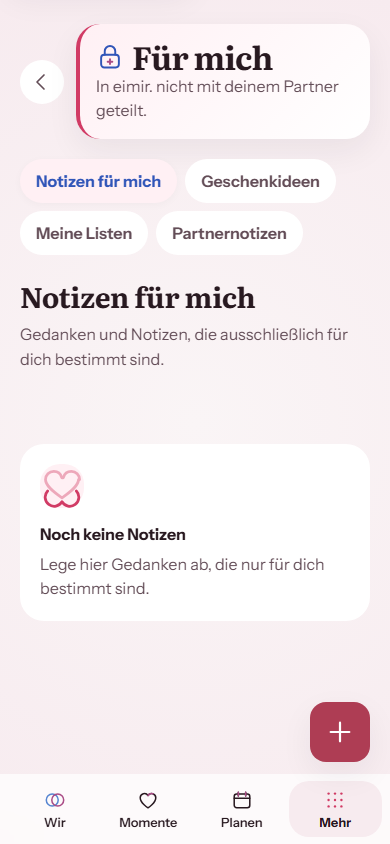 Für mich
In eimir. nicht mit deinem Partner
geteilt.
Notizen für mich
Geschenkideen
Meine Listen
Partnernotizen
Notizen für mich
Gedanken und Notizen, die ausschließlich für
dich bestimmt sind.
Noch keine Notizen
Lege hier Gedanken ab, die nur für dich
bestimmt sind.
Wir
Momente
Planen
Mehr